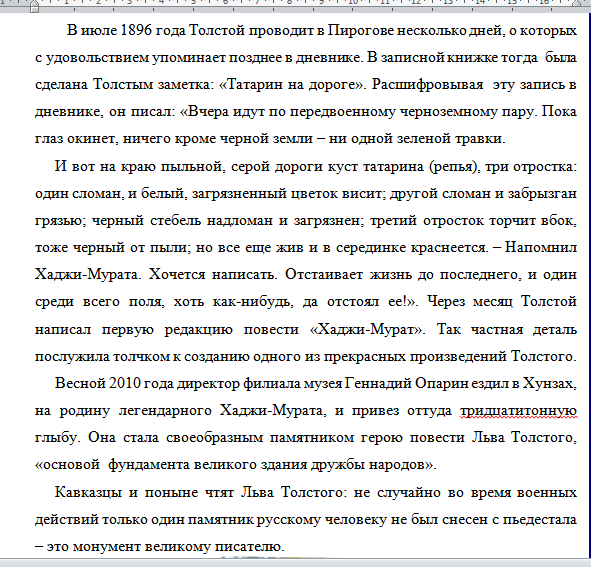 В июле 1896 года Толстой проводит в Пирогове несколько дней, о которых
с удовольствием упоминает позднее в дневнике. В записной книжке тогда была
сделана Толстым заметка: «Татарин на дороге». Расшифровывая эту запись в
дневнике, он писал: «Вчера идут по передвоенному черноземному пару. Пока
глаз окинет, ничего кроме черной земли – ни одной зеленой травки.
И вот на краю пыльной, серой дороги куст татарина (репья), три отростка:
один сломан, и белый, загрязненный цветок висит; другой сломан и забрызган
грязью; черный стебель надломан и загрязнен; третий отросток торчит вбок,
тоже черный от пыли; но все еще жив и в серединке краснеется. – Напомнил
Хаджи-Мурата. Хочется написать. Отстаивает жизнь до последнего, и один
среди всего поля, хоть как-нибудь, да отстоял ее!». Через месяц Толстой
написал первую редакцию повести «Хаджи-Мурат». Так частная деталь
послужила толчком к созданию одного из прекрасных произведений Толстого.
Весной 2010 года директор филиала музея Геннадий Опарин ездил в Хунзах,
на родину легендарного Хаджи-Мурата, и привез оттуда тридцатитонную
глыбу. Она стала своеобразным памятником герою повести Льва Толстого,
«основой фундамента великого здания дружбы народов».
Кавказцы и поныне чтят Льва Толстого: не случайно во время военных
действий только один памятник русскому человеку не был снесен с пьедестала
– это монумент великому писателю.